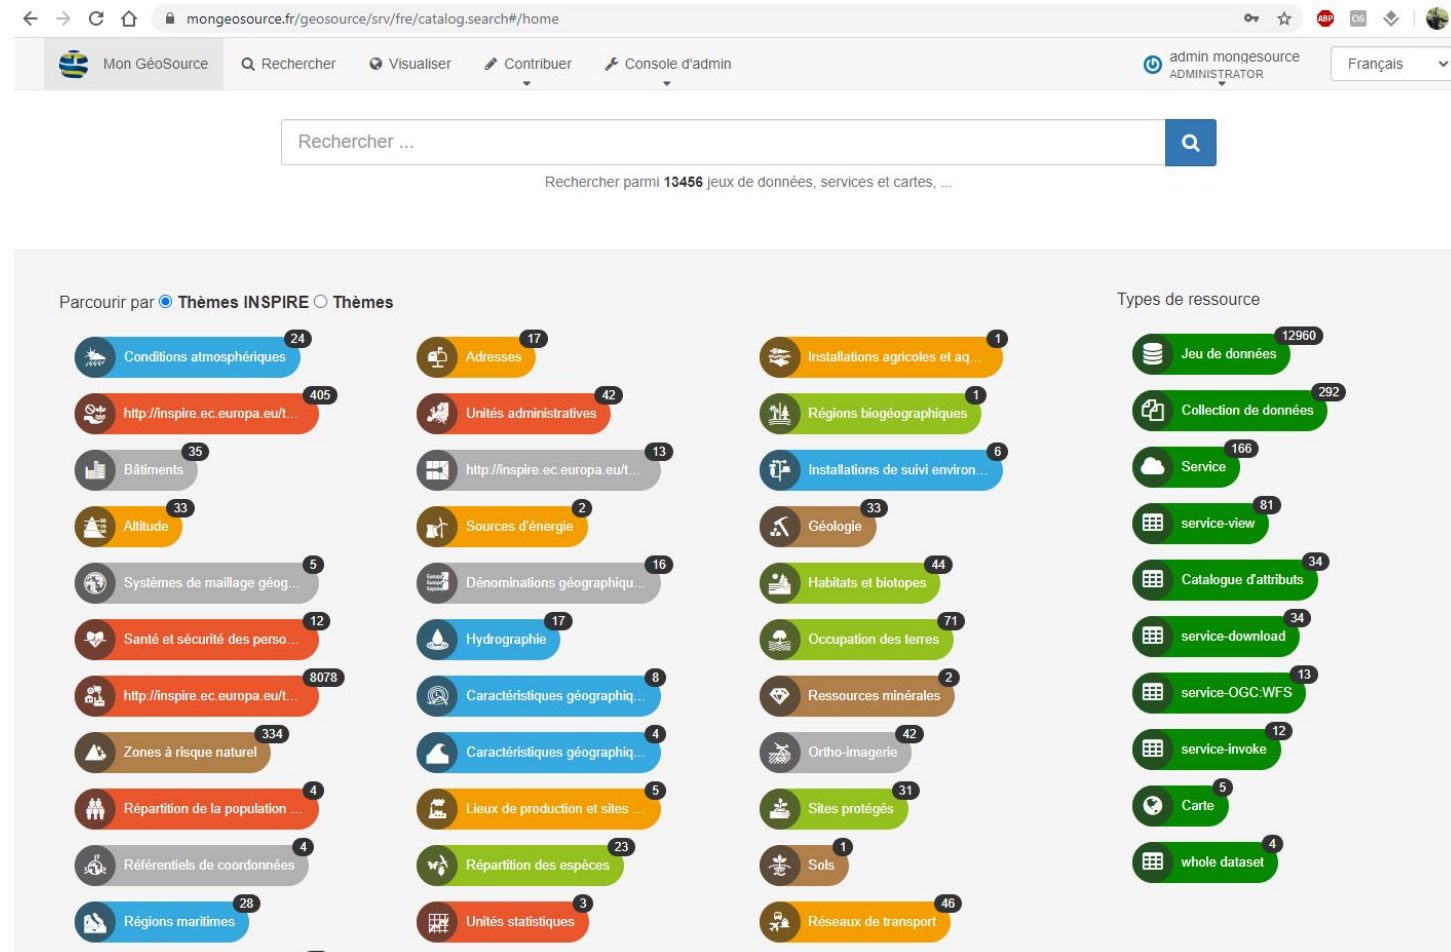 mongeosource.fr/geosource/srv/fre/catalog.search#/home
ABP
OS
Mon GéoSource
Rechercher
Visualiser
Contribuer
Console d'admin
admin mongesource
ADMINISTRATOR
Français
Rechercher ...
Rechercher parmi 13456 jeux de données, services et cartes, ...
Parcourir par Thèmes INSPIRE Thèmes
Conditions atmosphériques 24
http://inspire.ec.europa.eu/t... 405
Bâtiments 35
Altitude 33
Systèmes de maillage géog... 5
Santé et sécurité des perso... 12
http://inspire.ec.europa.eu/t... 8078
Zones à risque naturel 334
Répartition de la population ... 4
Référentiels de coordonnées 4
Régions maritimes 28
Adresses 17
Unités administratives 42
http://inspire.ec.europa.eu/t... 13
Sources d'énergie 2
Dénominations géographiqu... 16
Hydrographie 17
Caractéristiques géographiq... 8
Caractéristiques géographiq... 4
Lieux de production et sites ... 5
Répartition des espèces 23
Unités statistiques 3
Installations agricoles et aq... 1
Régions biogéographiques 1
Installations de suivi environ... 6
Géologie 33
Habitats et biotopes 44
Occupation des terres 71
Ressources minérales 2
Ortho-imagerie 42
Sites protégés 31
Sols 1
Réseaux de transport 46
Types de ressource
Jeu de données 12960
Collection de données 292
Service 166
service-view 81
Catalogue d'attributs 34
service-download 34
service-OGC:WFS 13
service-invoke 12
Carte 5
whole dataset 4